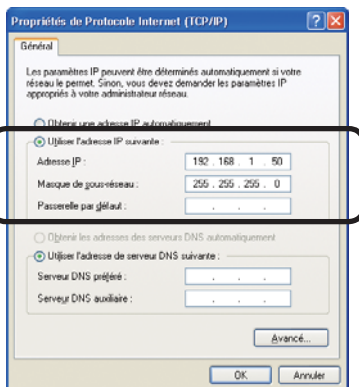 Propriétés de Protocole Internet (TCP/IP)
Général
Les paramètres IP peuvent être déterminés automatiquement si votre
réseau le permet. Sinon, vous devez demander les paramètres IP
appropriés à votre administrateur réseau.
Obtenir une adresse IP automatiquement
Utiliser l'adresse IP suivante :
Adresse IP : 192 . 168 . 1 . 50
Masque de sous-réseau : 255 . 255 . 255 . 0
Passerelle par défaut : . . .
Obtenir les adresses des serveurs DNS automatiquement
Utiliser l'adresse de serveur DNS suivante :
Serveur DNS préféré : . . .
Serveur DNS auxiliaire : . . .
Avancé...
OK Annuler